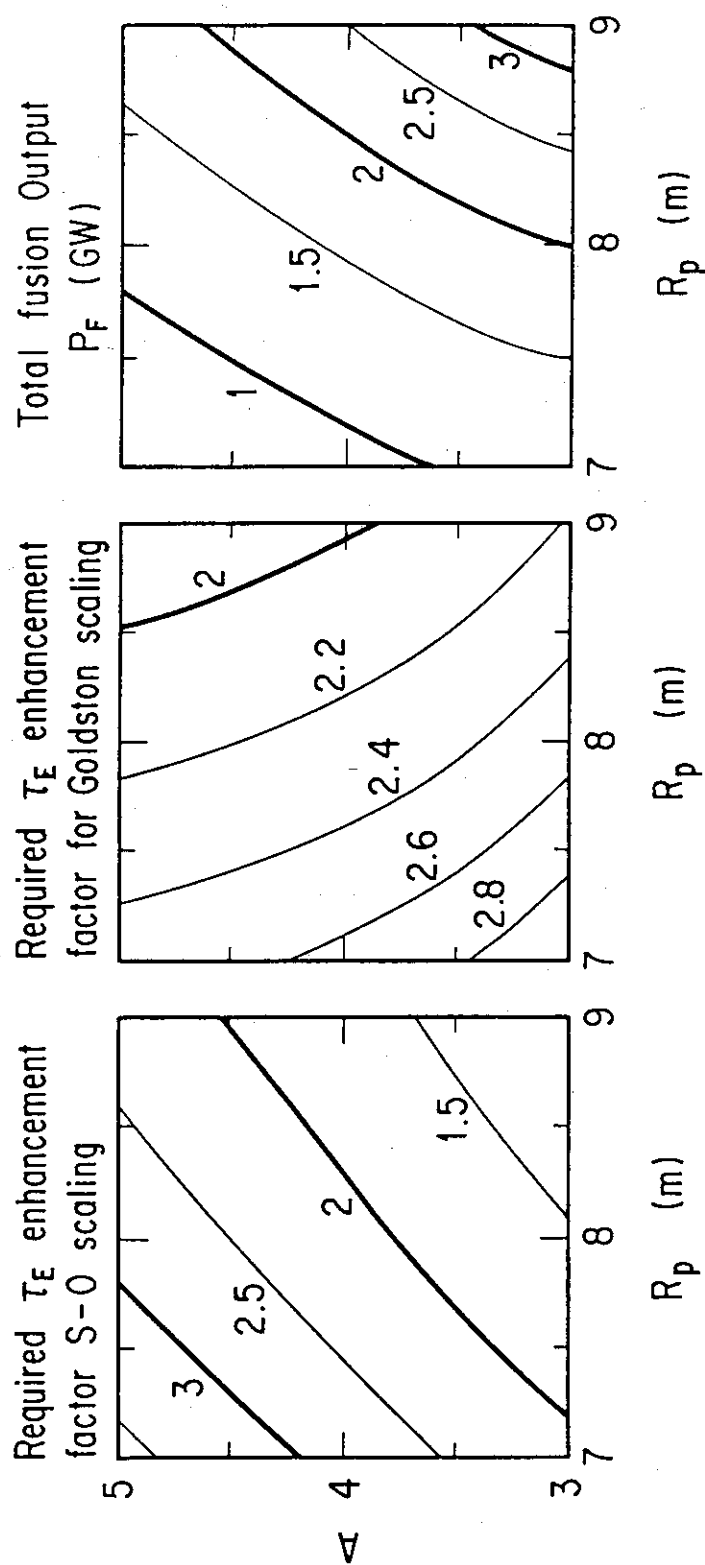 Required τE enhancement
factor S-O scaling
3
2.5
2
1.5
A
5
4
3
7
8
9
Rp (m)
Required τE enhancement
factor for Goldston scaling
2
2.2
2.4
2.6
2.8
7
8
9
Rp (m)
Total fusion Output
PF (GW)
1
1.5
2
2.5
3
7
8
9
Rp (m)